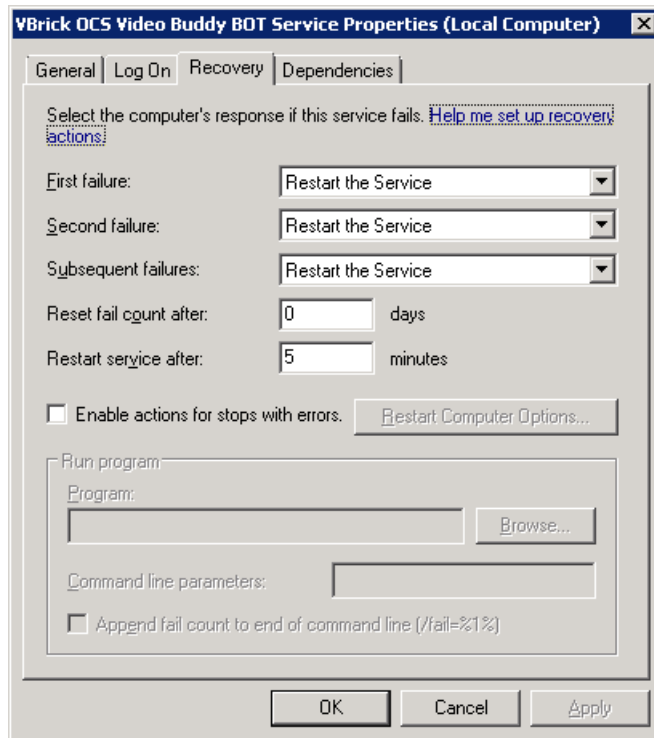 VBrick OCS Video Buddy BOT Service Properties (Local Computer)
General Log On Recovery Dependencies
Select the computer's response if this service fails. Help me set up recovery
actions.
First failure: Restart the Service
Second failure: Restart the Service
Subsequent failures: Restart the Service
Reset fail count after: 0 days
Restart service after: 5 minutes
Enable actions for stops with errors. Restart Computer Options...
Run program
Program:
Browse...
Command line parameters:
Append fail count to end of command line (/fail=%1%)
OK Cancel Apply